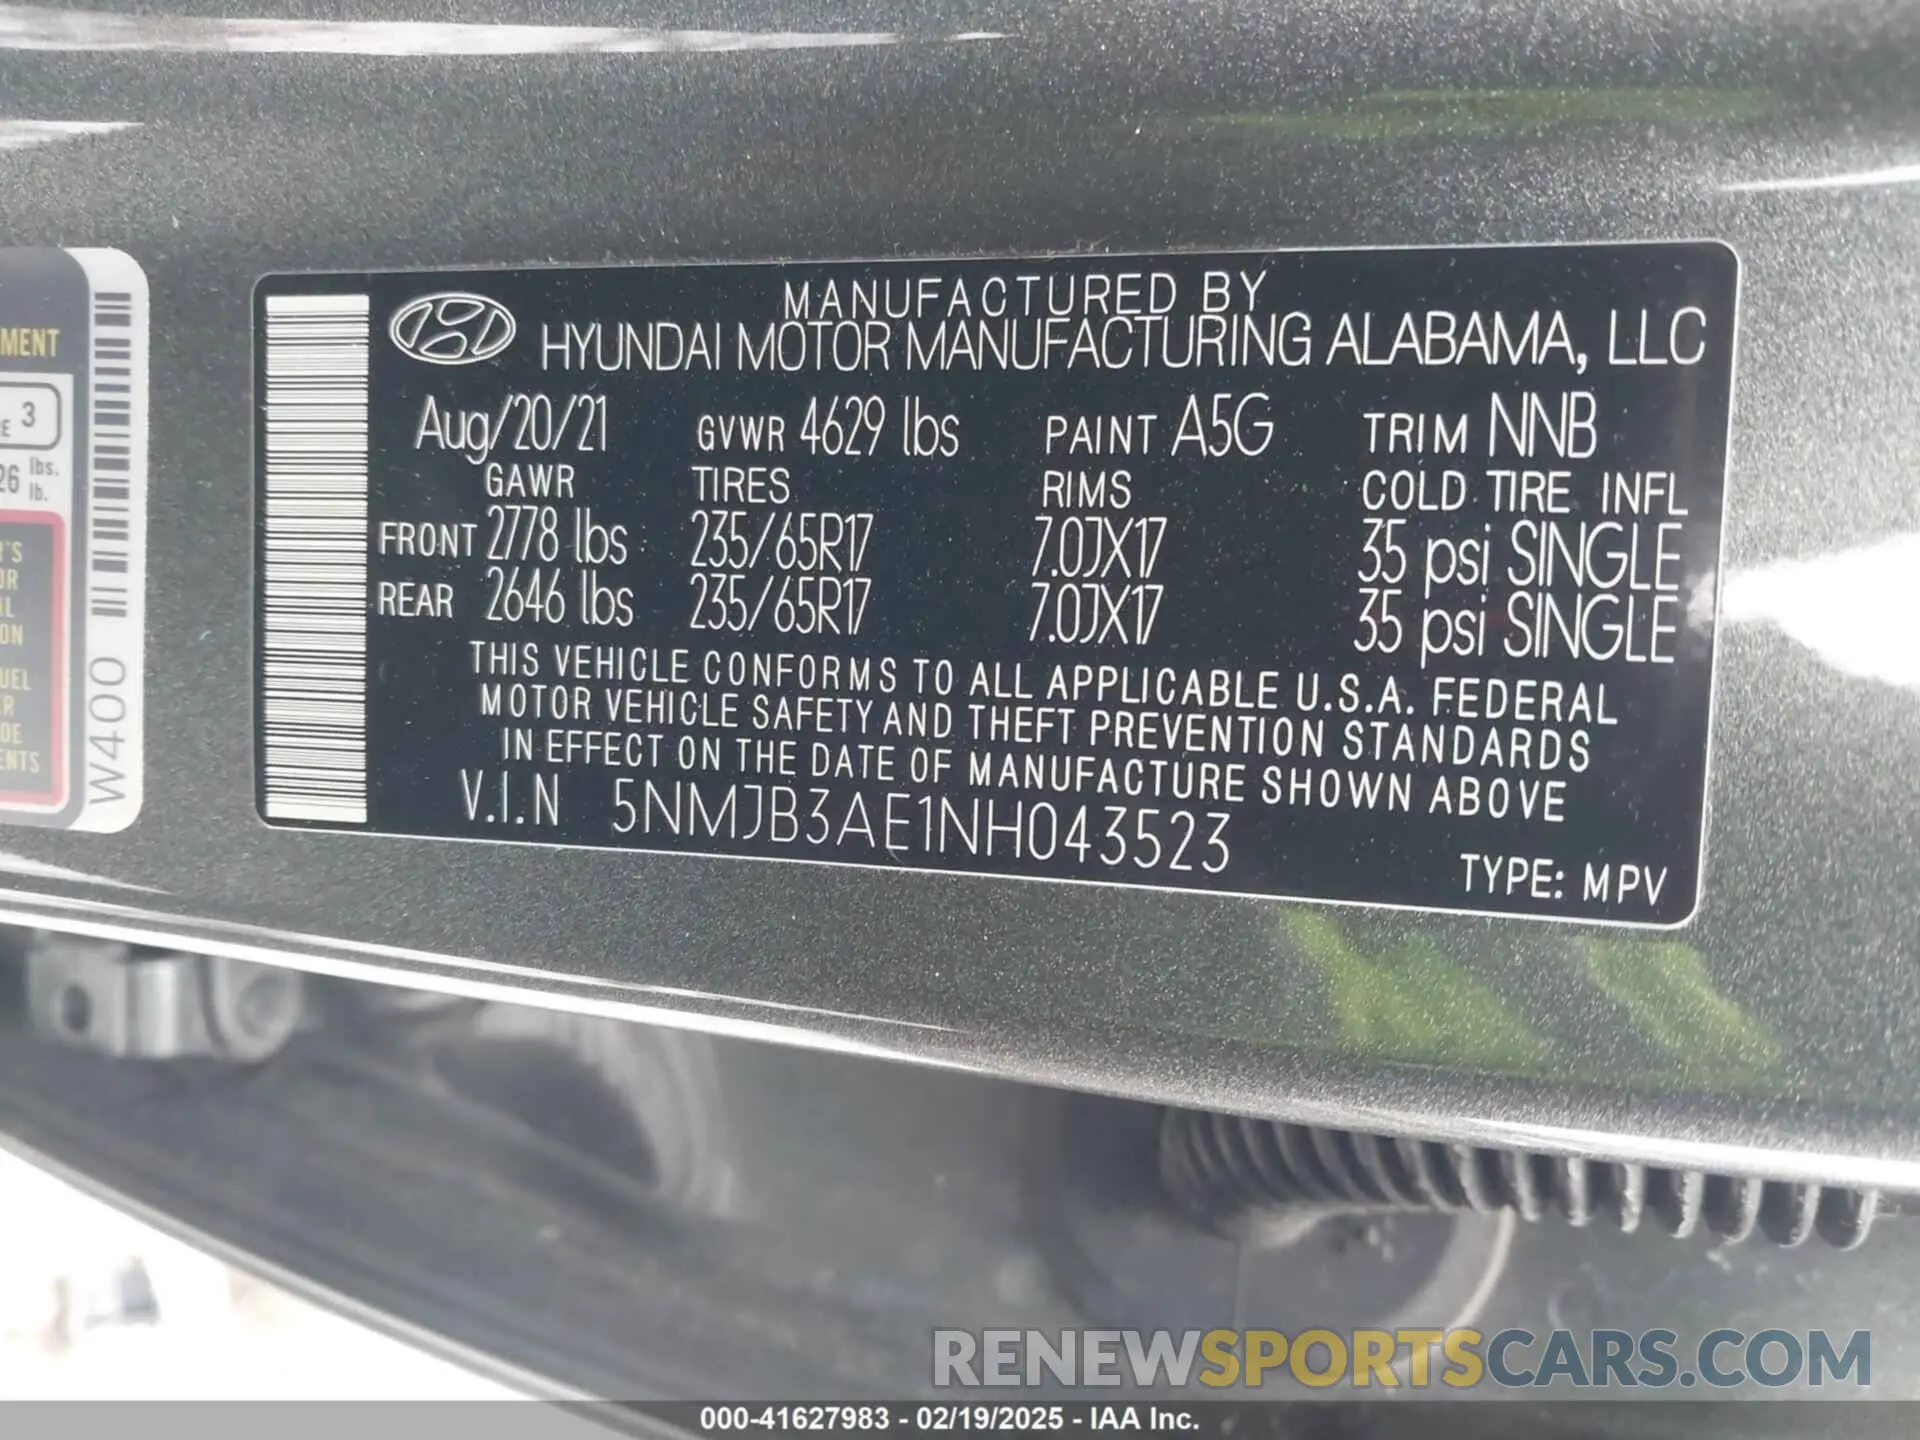 MENT
3
26 lbs.
lb.
W400
MANUFACTURED BY
HYUNDAI MOTOR MANUFACTURING ALABAMA, LLC
Aug/20/21 GVWR 4629 lbs PAINT A5G TRIM NNB
GAWR TIRES RIMS COLD TIRE INFL
FRONT 2778 lbs 235/65R17 7.0JX17 35 psi SINGLE
REAR 2646 lbs 235/65R17 7.0JX17 35 psi SINGLE
THIS VEHICLE CONFORMS TO ALL APPLICABLE U.S.A. FEDERAL
MOTOR VEHICLE SAFETY AND THEFT PREVENTION STANDARDS
IN EFFECT ON THE DATE OF MANUFACTURE SHOWN ABOVE
V.I.N 5NMJB3AE1NH043523
TYPE: MPV
RENEWSPORTSCARS.COM
000-41627983 - 02/19/2025 - IAA Inc.